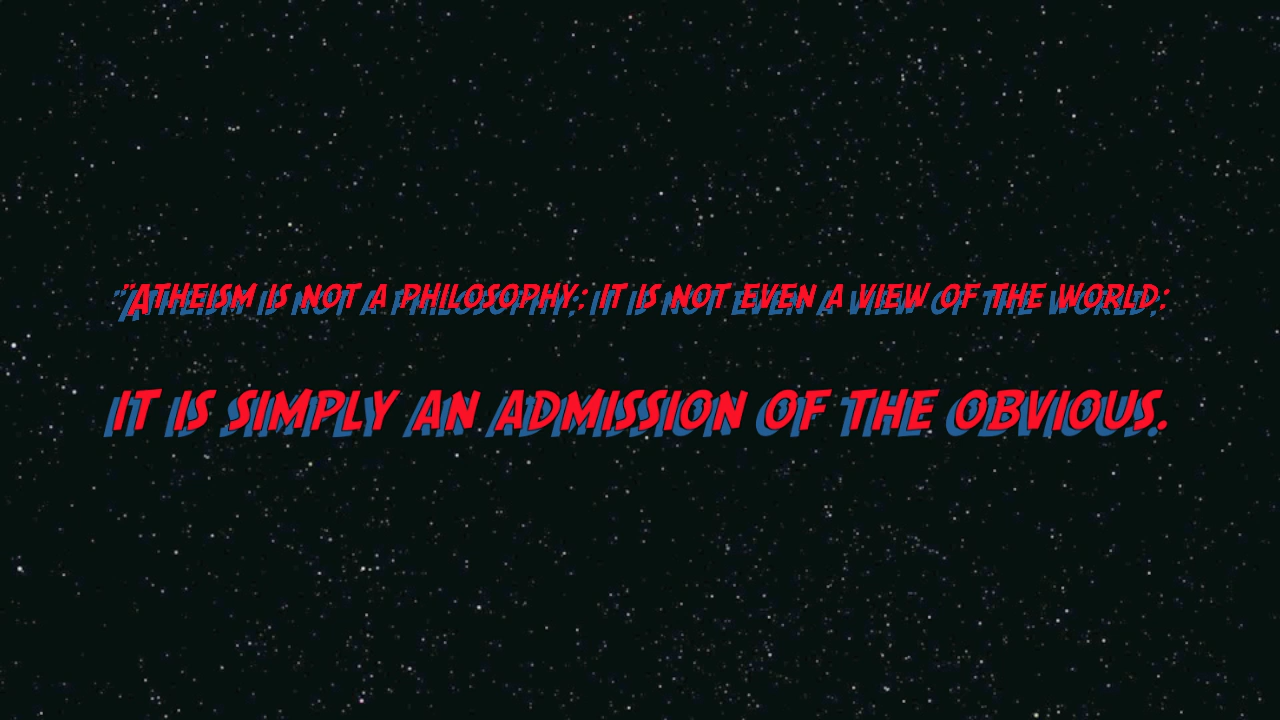 "Atheism is not a philosophy; it is not even a view of the world;
it is simply an admission of the obvious.